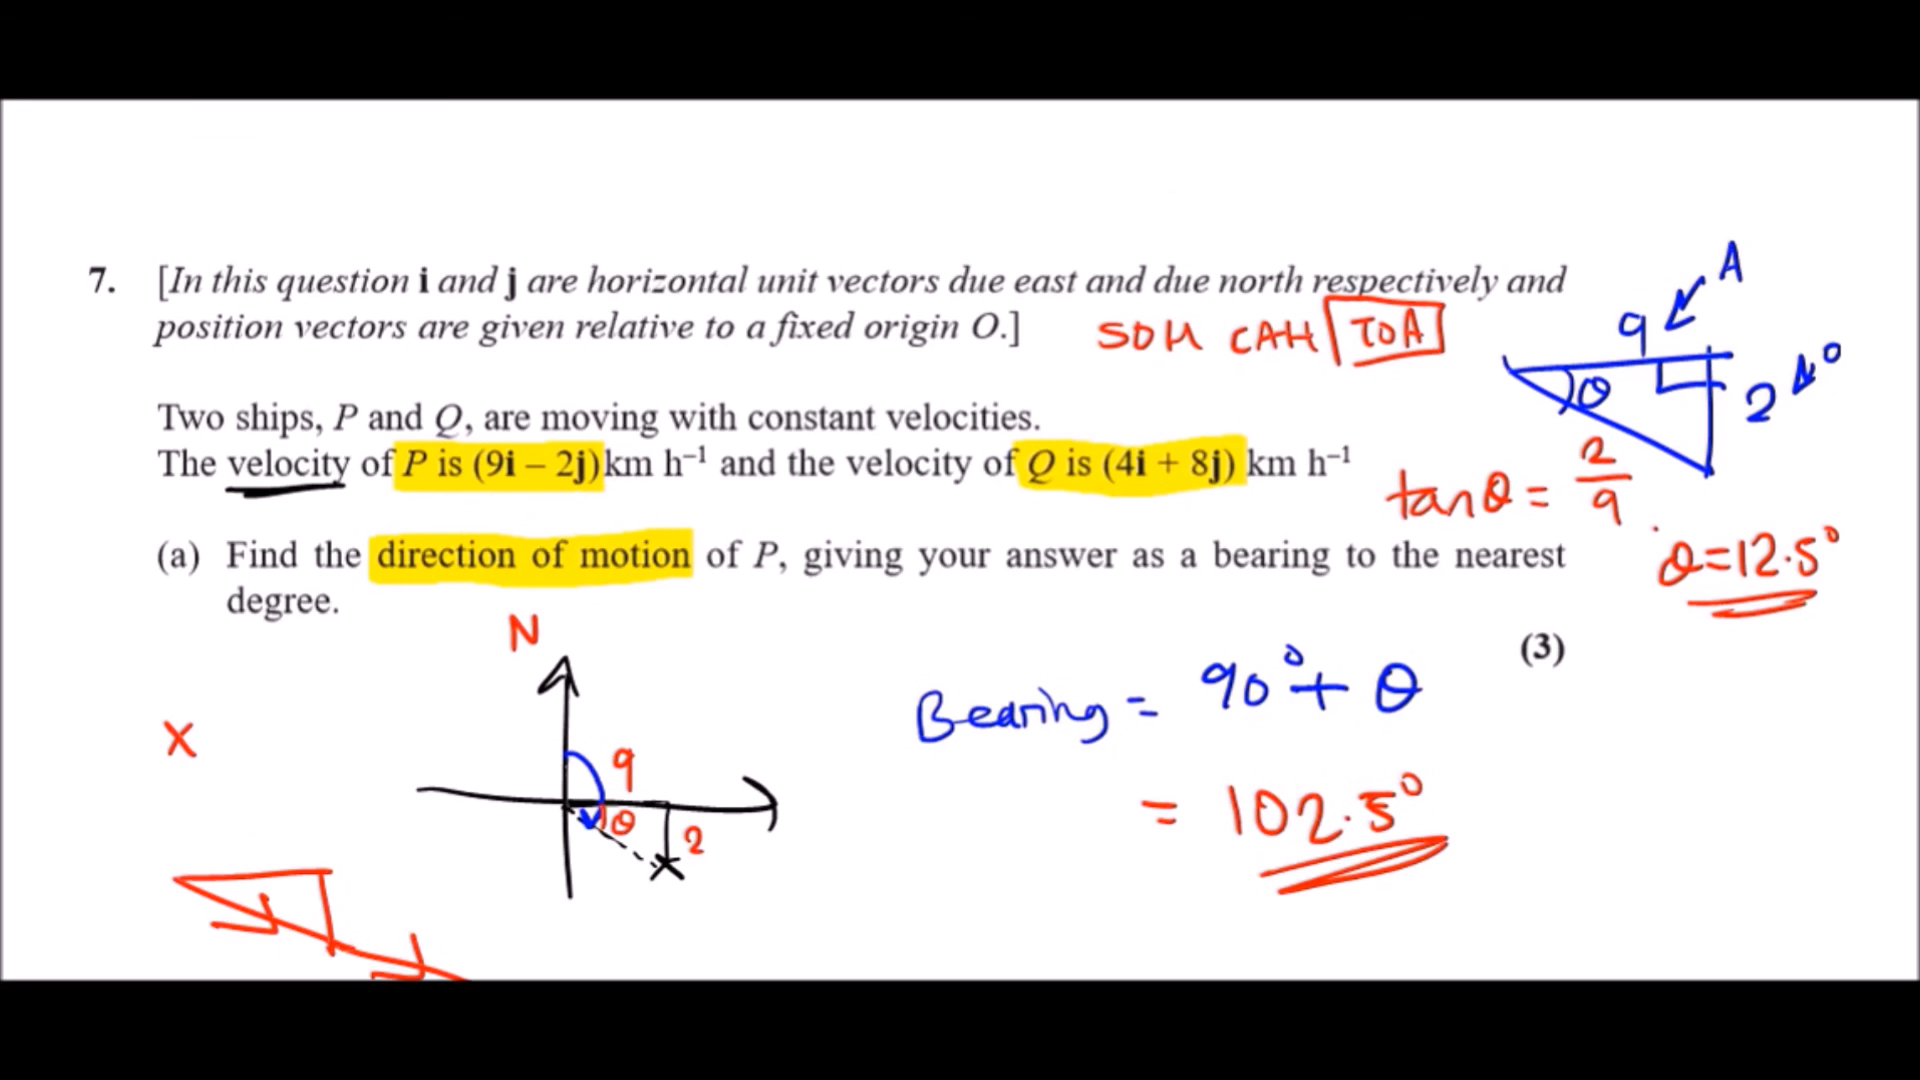 7. [In this question i and j are horizontal unit vectors due east and due north respectively and
position vectors are given relative to a fixed origin O.]
SOH CAH TOA
A
9
θ
2
O
Two ships, P and Q, are moving with constant velocities.
The velocity of P is (9i – 2j) km h⁻¹ and the velocity of Q is (4i + 8j) km h⁻¹
tanθ = 2/9
θ = 12.5°
(a) Find the direction of motion of P, giving your answer as a bearing to the nearest
degree.
(3)
N
X
9
θ
2
Bearing = 90° + θ
= 102.5°